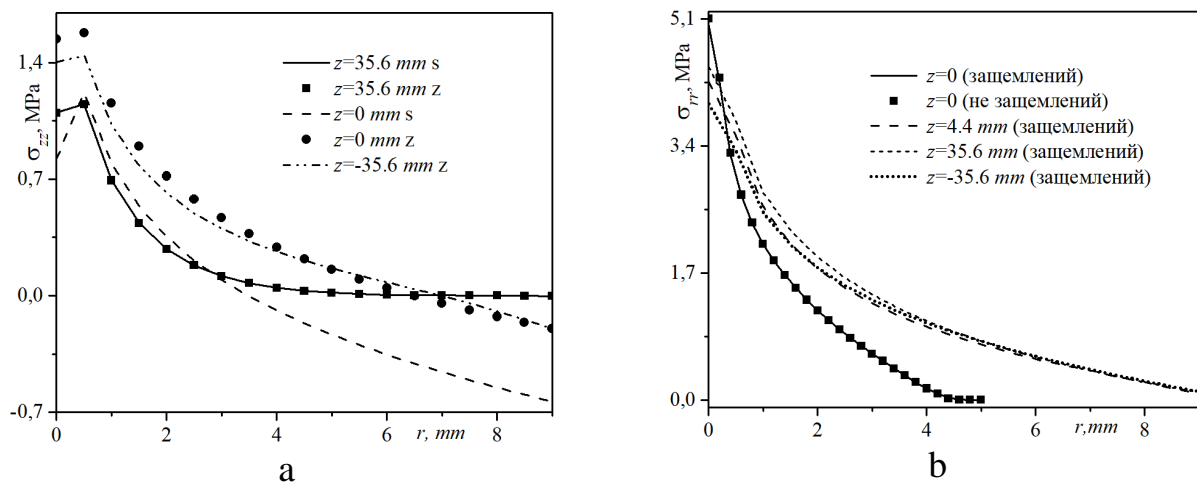 σzz, MPa
1,4
0,7
0,0
-0,7
0
2
4
6
8
r, mm
z=35.6 mm s
z=35.6 mm z
z=0 mm s
z=0 mm z
z=-35.6 mm z
a
σrr, MPa
5,1
3,4
1,7
0,0
0
2
4
6
8
r,mm
z=0 (защемлений)
z=0 (не защемлений)
z=4.4 mm (защемлений)
z=35.6 mm (защемлений)
z=-35.6 mm (защемлений)
b